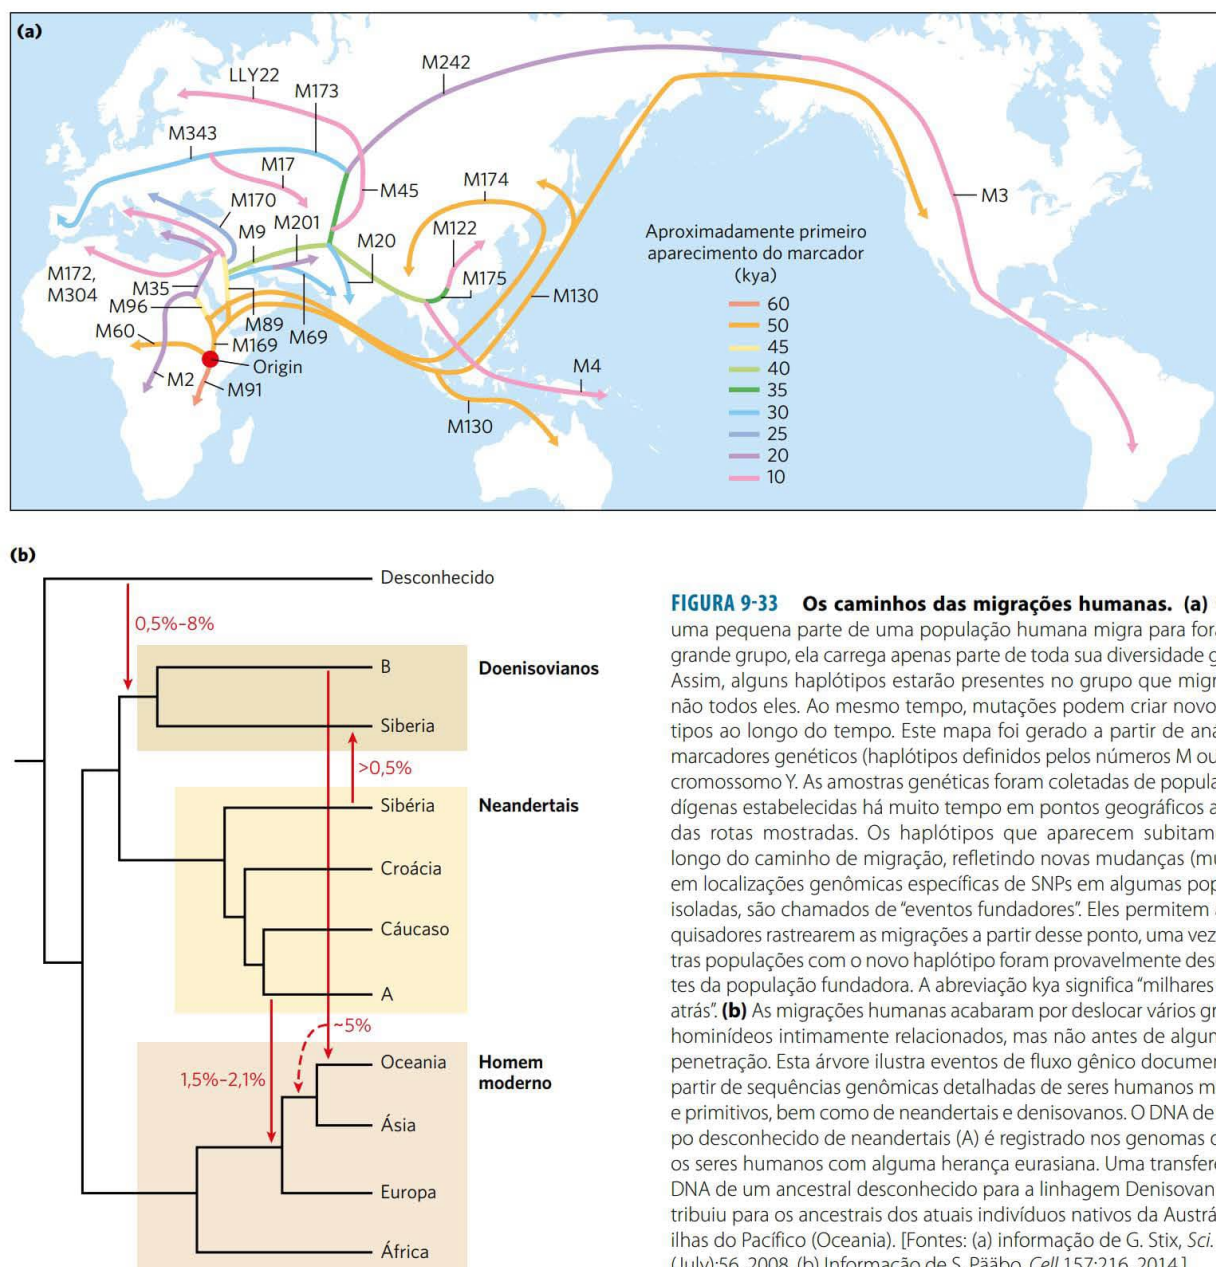 (a)
LLY22
M242
M173
M343
M17
M170
M45
M174
M9
M201
M20
M122
M3
M172,
M304
M35
M96
M175
M130
M60
M89
M69
M169
Origin
M2
M91
M4
M130
Aproximadamente primeiro
aparecimento do marcador
(kya)
60
50
45
40
35
30
25
20
10
(b)
Desconhecido
0,5%–8%
B
Doenisovianos
Siberia
>0,5%
Sibéria
Neandertais
Croácia
Cáucaso
A
~5%
1,5%–2,1%
Oceania
Homem
moderno
Ásia
Europa
África
FIGURA 9-33 Os caminhos das migrações humanas. (a)
uma pequena parte de uma população humana migra para fora
grande grupo, ela carrega apenas parte de toda sua diversidade g
Assim, alguns haplótipos estarão presentes no grupo que migr
não todos eles. Ao mesmo tempo, mutações podem criar novo
tipos ao longo do tempo. Este mapa foi gerado a partir de aná
marcadores genéticos (haplótipos definidos pelos números M ou
cromossomo Y. As amostras genéticas foram coletadas de popula
dígenas estabelecidas há muito tempo em pontos geográficos a
das rotas mostradas. Os haplótipos que aparecem subitam
longo do caminho de migração, refletindo novas mudanças (mu
em localizações genômicas específicas de SNPs em algumas pop
isoladas, são chamados de “eventos fundadores”. Eles permitem a
quisadores rastrearem as migrações a partir desse ponto, uma vez
tras populações com o novo haplótipo foram provavelmente des
tes da população fundadora. A abreviação kya significa “milhares
atrás”. (b) As migrações humanas acabaram por deslocar vários gr
hominídeos intimamente relacionados, mas não antes de algum
penetração. Esta árvore ilustra eventos de fluxo gênico documen
partir de sequências genômicas detalhadas de seres humanos m
e primitivos, bem como de neandertais e denisovanos. O DNA de
po desconhecido de neandertais (A) é registrado nos genomas d
os seres humanos com alguma herança eurasiana. Uma transfere
DNA de um ancestral desconhecido para a linhagem Denisovan
tribuiu para os ancestrais dos atuais indivíduos nativos da Austrá
ilhas do Pacífico (Oceania). [Fontes: (a) informação de G. Stix, Sci.
(July):56, 2008. (b) Informação de S. Pääbo, Cell 157:216, 2014.]